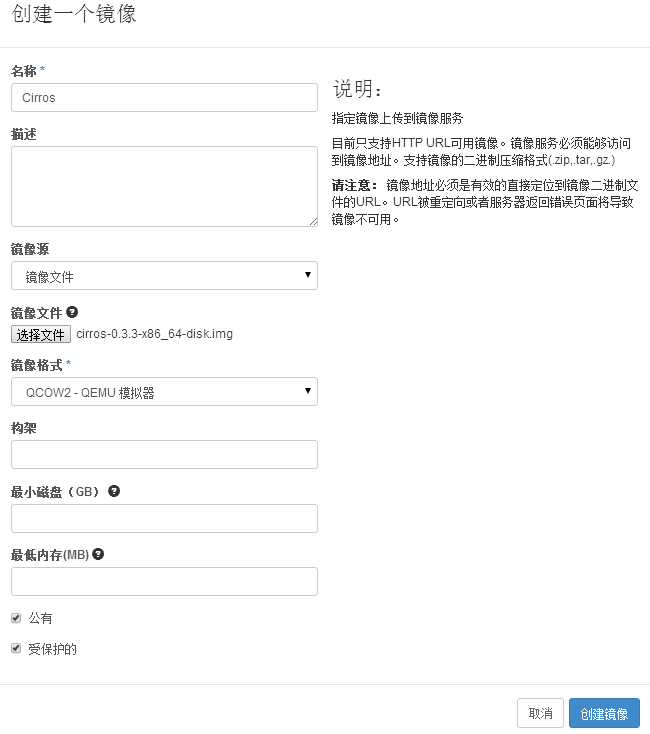 创建一个镜像
名称 *
Cirros
描述
镜像源
镜像文件
镜像文件
选择文件 cirros-0.3.3-x86_64-disk.img
镜像格式 *
QCOW2 - QEMU 模拟器
构架
最小磁盘（GB）
最低内存(MB)
公有
受保护的
说明：
指定镜像上传到镜像服务
目前只支持HTTP URL可用镜像。镜像服务必须能够访问
到镜像地址。支持镜像的二进制压缩格式(.zip,.tar,.gz.)
请注意： 镜像地址必须是有效的直接定位到镜像二进制文
件的URL。URL被重定向或者服务器返回错误页面将导致
镜像不可用。
取消
创建镜像